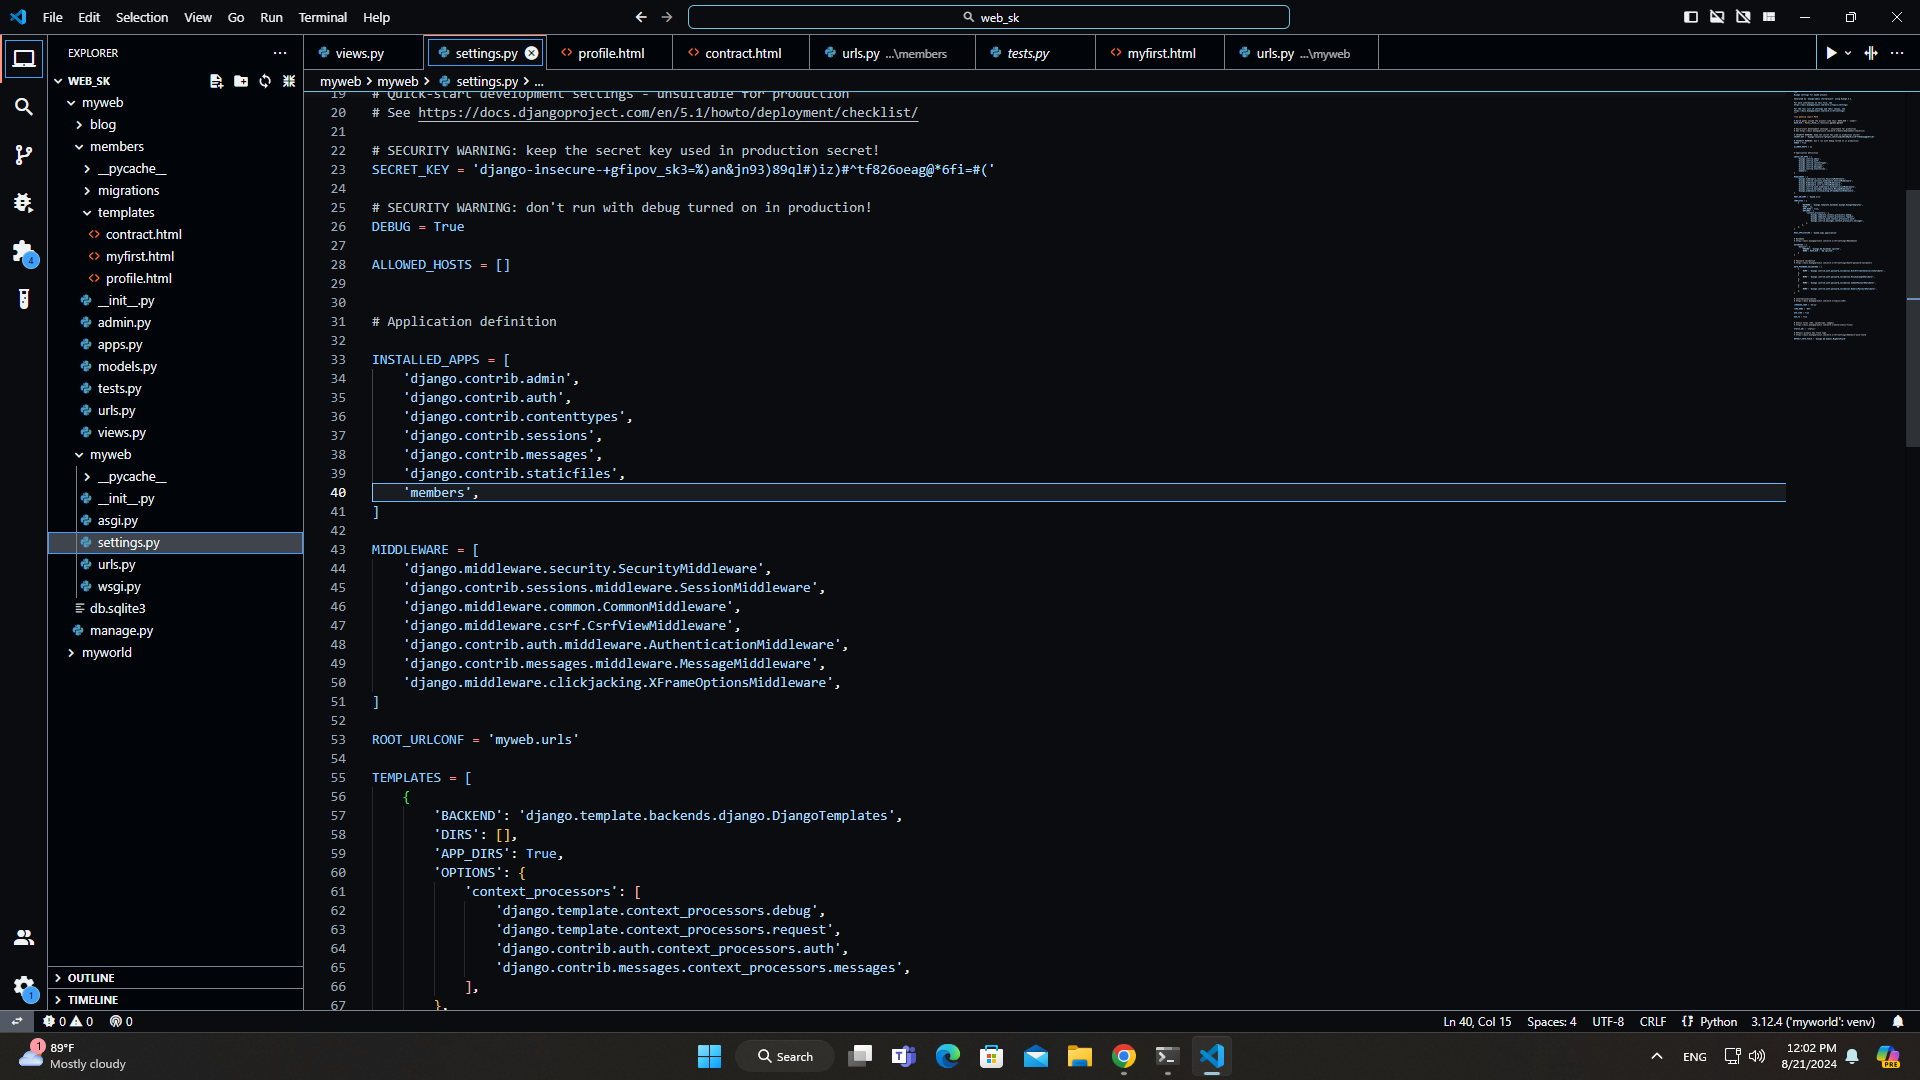 File Edit Selection View Go Run Terminal Help
web_sk
EXPLORER
WEB_SK
myweb
blog
members
__pycache__
migrations
templates
contract.html
myfirst.html
profile.html
__init__.py
admin.py
apps.py
models.py
tests.py
urls.py
views.py
myweb
__pycache__
__init__.py
asgi.py
settings.py
urls.py
wsgi.py
db.sqlite3
manage.py
myworld
OUTLINE
TIMELINE
4
1
views.py settings.py profile.html contract.html urls.py ...\members tests.py myfirst.html urls.py ...\myweb
myweb > myweb > settings.py > ...
19 # Quick-start development settings - unsuitable for production
20 # See https://docs.djangoproject.com/en/5.1/howto/deployment/checklist/
21
22 # SECURITY WARNING: keep the secret key used in production secret!
23 SECRET_KEY = 'django-insecure-+gfipov_sk3=%)an&jn93)89ql#)iz)#^tf826oeag@*6fi=#('
24
25 # SECURITY WARNING: don't run with debug turned on in production!
26 DEBUG = True
27
28 ALLOWED_HOSTS = []
29
30
31 # Application definition
32
33 INSTALLED_APPS = [
34 'django.contrib.admin',
35 'django.contrib.auth',
36 'django.contrib.contenttypes',
37 'django.contrib.sessions',
38 'django.contrib.messages',
39 'django.contrib.staticfiles',
40 'members',
41 ]
42
43 MIDDLEWARE = [
44 'django.middleware.security.SecurityMiddleware',
45 'django.contrib.sessions.middleware.SessionMiddleware',
46 'django.middleware.common.CommonMiddleware',
47 'django.middleware.csrf.CsrfViewMiddleware',
48 'django.contrib.auth.middleware.AuthenticationMiddleware',
49 'django.contrib.messages.middleware.MessageMiddleware',
50 'django.middleware.clickjacking.XFrameOptionsMiddleware',
51 ]
52
53 ROOT_URLCONF = 'myweb.urls'
54
55 TEMPLATES = [
56 {
57 'BACKEND': 'django.template.backends.django.DjangoTemplates',
58 'DIRS': [],
59 'APP_DIRS': True,
60 'OPTIONS': {
61 'context_processors': [
62 'django.template.context_processors.debug',
63 'django.template.context_processors.request',
64 'django.contrib.auth.context_processors.auth',
65 'django.contrib.messages.context_processors.messages',
66 ],
67 },
0 0 0
Ln 40, Col 15 Spaces: 4 UTF-8 CRLF Python 3.12.4 ('myworld': venv)
1
89°F
Mostly cloudy
Search
ENG
12:02 PM
8/21/2024
PRE